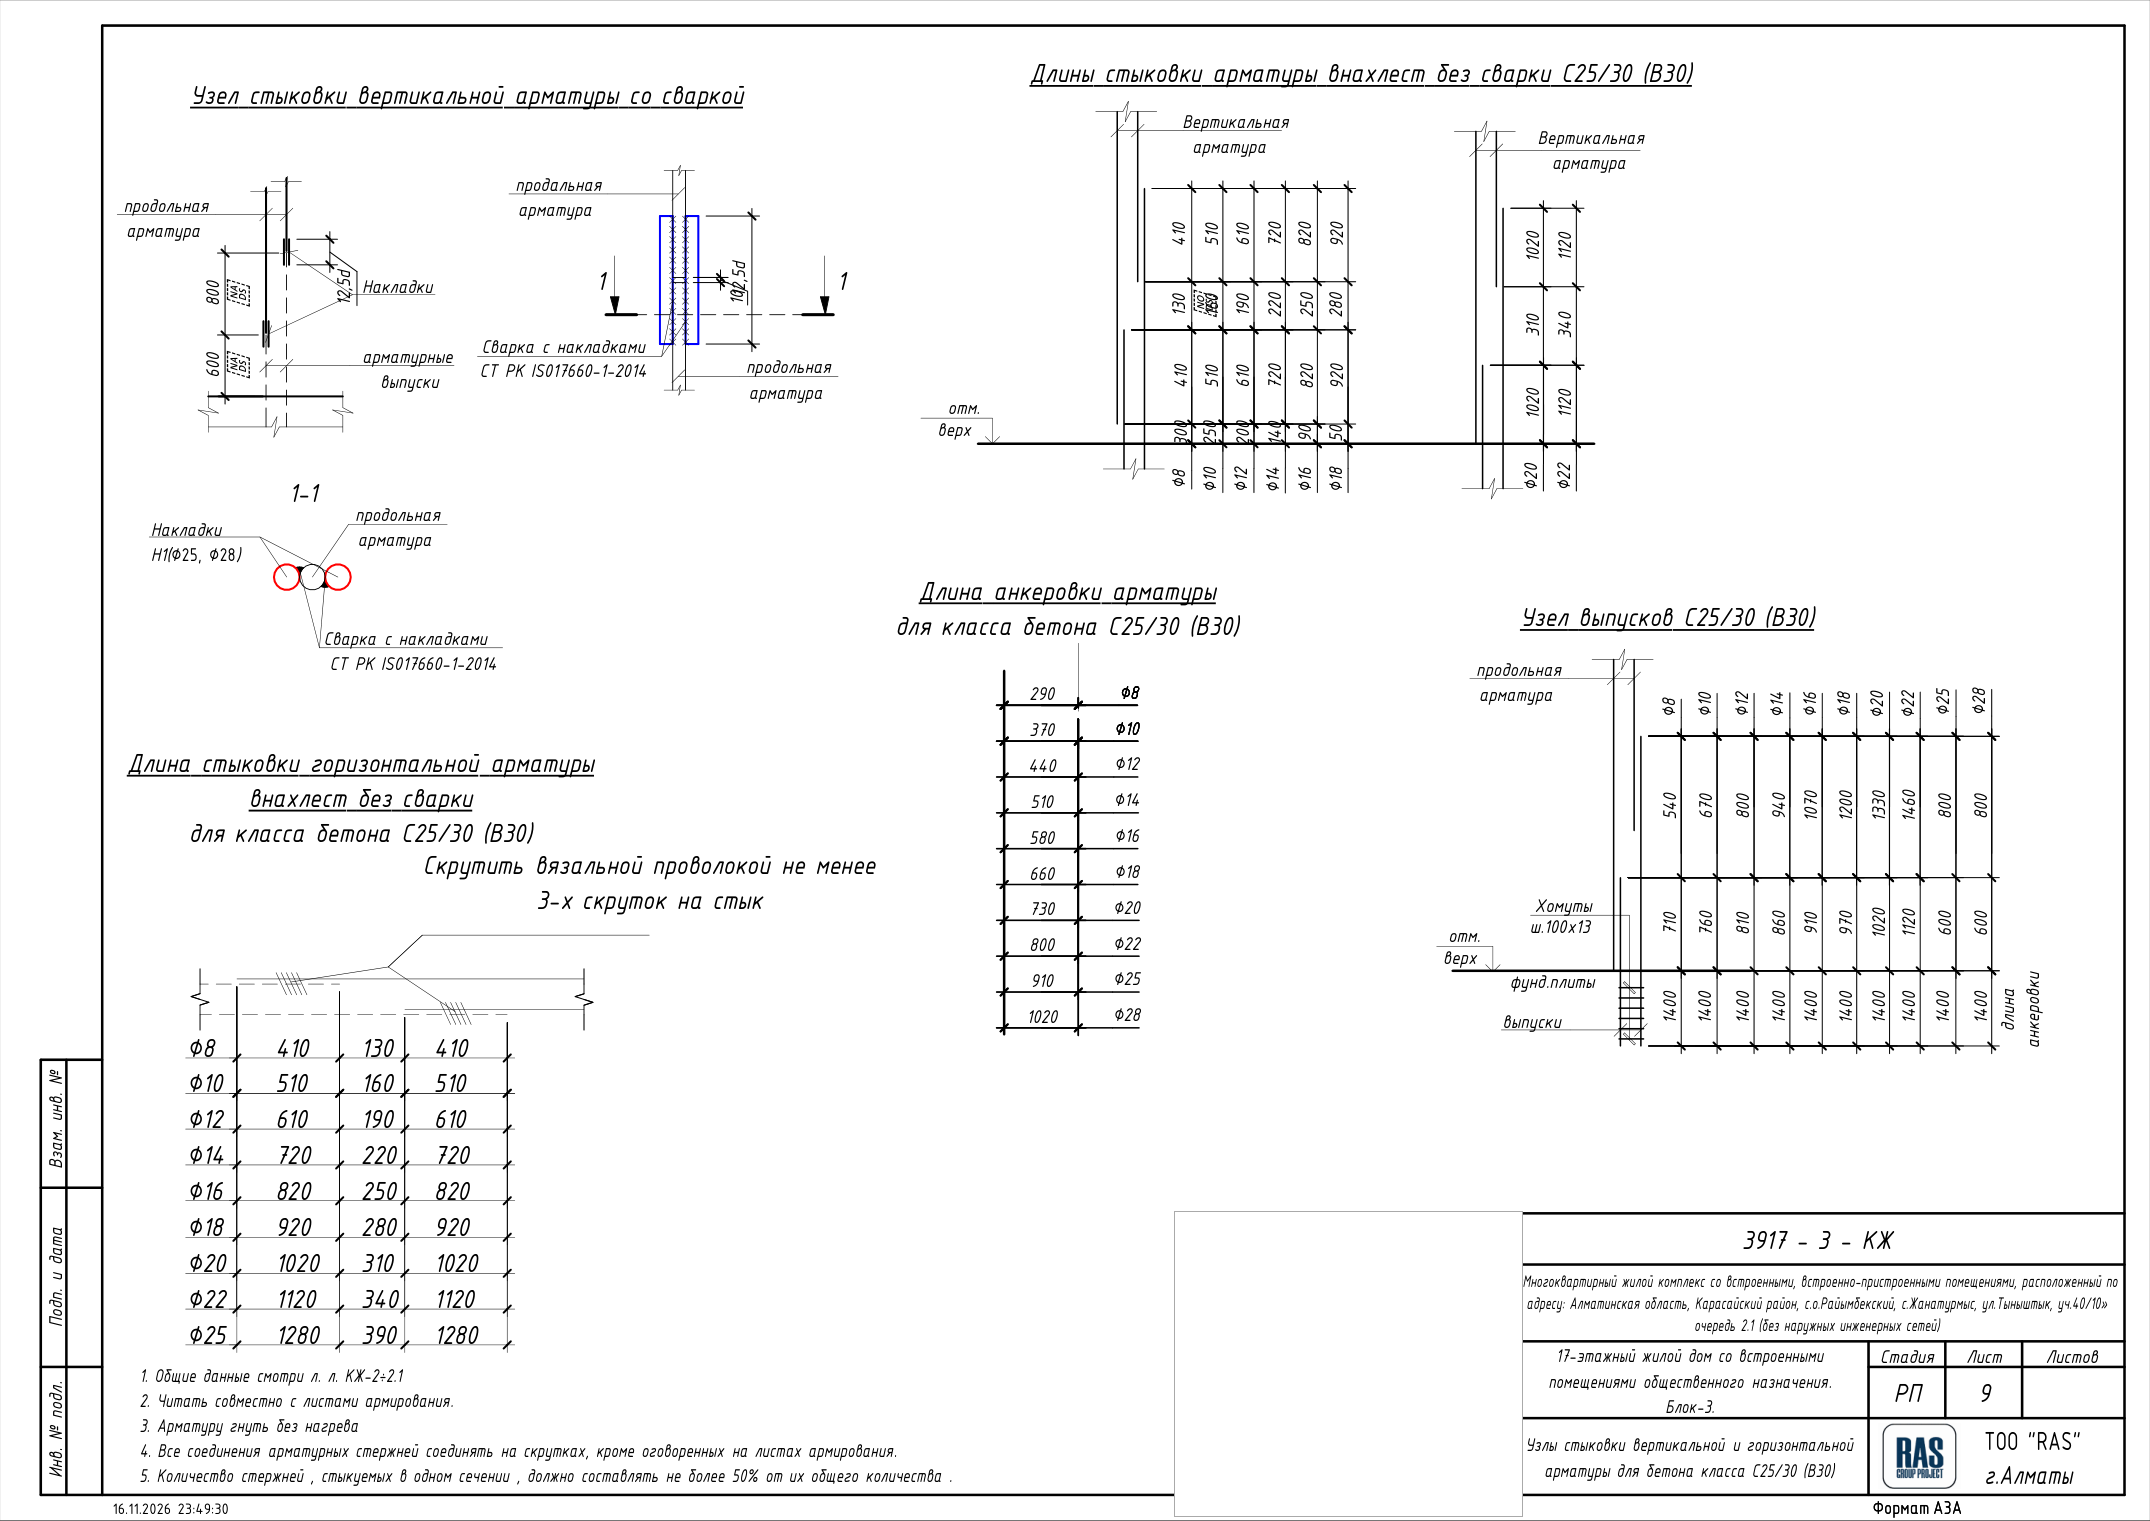 Узел стыковки вертикальной арматуры со сваркой
продольная
арматура
800
600
12,5d
Накладки
арматурные
выпуски
продальная
арматура
1
1
Сварка с накладками
СТ РК ISO17660-1-2014
продольная
арматура
1-1
Накладки
Н1(Ф25, Ф28)
продольная
арматура
Сварка с накладками
СТ РК ISO17660-1-2014
Длины стыковки арматуры внахлест без сварки С25/30 (В30)
Вертикальная
арматура
410 510 610 720 820 920
130 160 190 220 250 280
410 510 610 720 820 920
300 250 200 140 90 50
Ф8 Ф10 Ф12 Ф14 Ф16 Ф18
отм.
верх
Вертикальная
арматура
1020 1120
310 340
1020 1120
Ф20 Ф22
Длина анкеровки арматуры
для класса бетона С25/30 (В30)
290 Ф8
370 Ф10
440 Ф12
510 Ф14
580 Ф16
660 Ф18
730 Ф20
800 Ф22
910 Ф25
1020 Ф28
Узел выпусков С25/30 (В30)
продольная
арматура
Ф8 Ф10 Ф12 Ф14 Ф16 Ф18 Ф20 Ф22 Ф25 Ф28
540 670 800 940 1070 1200 1330 1460 800 800
710 760 810 860 910 970 1020 1120 600 600
1400 1400 1400 1400 1400 1400 1400 1400 1400 1400
длина
анкеровки
Хомуты
ш.100х13
отм.
верх
фунд.плиты
выпуски
Длина стыковки горизонтальной арматуры
внахлест без сварки
для класса бетона С25/30 (В30)
Скрутить вязальной проволокой не менее
3-х скруток на стык
Ф8 410 130 410
Ф10 510 160 510
Ф12 610 190 610
Ф14 720 220 720
Ф16 820 250 820
Ф18 920 280 920
Ф20 1020 310 1020
Ф22 1120 340 1120
Ф25 1280 390 1280
1. Общие данные смотри л. л. КЖ-2÷2.1
2. Читать совместно с листами армирования.
3. Арматуру гнуть без нагрева
4. Все соединения арматурных стержней соединять на скрутках, кроме оговоренных на листах армирования.
5. Количество стержней , стыкуемых в одном сечении , должно составлять не более 50% от их общего количества .
Взам. инв. №
Подп. и дата
Инв. № подл.
3917 - 3 - КЖ
Многоквартирный жилой комплекс со встроенными, встроенно-пристроенными помещениями, расположенный по
адресу: Алматинская область, Карасайский район, с.о.Райымбекский, с.Жанатурмыс, ул.Тыныштык, уч.40/10»
очередь 2.1 (без наружных инженерных сетей)
17-этажный жилой дом со встроенными
помещениями общественного назначения.
Блок-3.
Стадия Лист Листов
РП 9
Узлы стыковки вертикальной и горизонтальной
арматуры для бетона класса С25/30 (В30)
RAS
GROUP PROJECT
ТОО "RAS"
г.Алматы
16.11.2026 23:49:30
Формат А3А